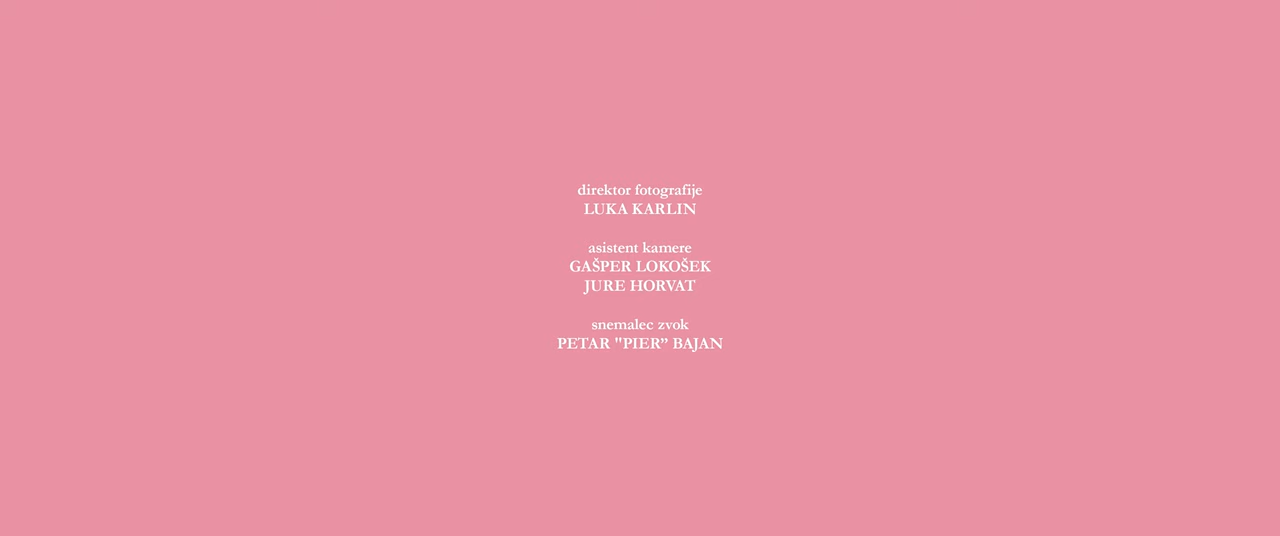 direktor fotografije
LUKA KARLIN
asistent kamere
GAŠPER LOKOŠEK
JURE HORVAT
snemalec zvok
PETAR "PIER” BAJAN